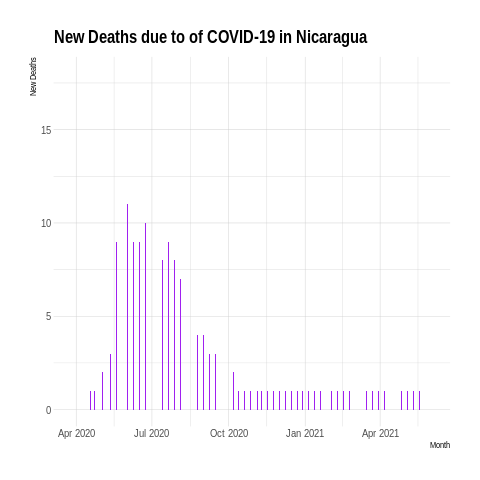 New Deaths due to of COVID-19 in Nicaragua
New Deaths
15
10
5
0
Apr 2020 Jul 2020 Oct 2020 Jan 2021 Apr 2021
Month